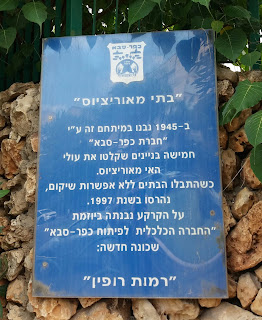 כפר-סבא
"בתי מאוריציוס"
ב-1945 נבנו במיתחם זה ע"י
"חברת כפר-סבא"
חמישה בניינים שקלטו את עולי
האי מאוריציוס.
כשהתבלו הבתים ללא אפשרות שיקום,
נהרסו בשנת 1997.
על הקרקע נבנתה ביוזמת
"החברה הכלכלית לפיתוח כפר-סבא"
שכונה חדשה:
"רמות רופין"